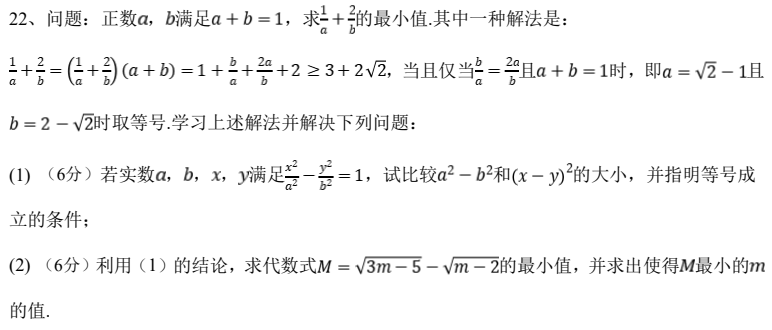 22、问题：正数a，b满足a + b = 1，求1/a + 2/b的最小值.其中一种解法是：
1/a + 2/b = (1/a + 2/b)(a + b) = 1 + b/a + 2a/b + 2 ≥ 3 + 2√2，当且仅当b/a = 2a/b且a + b = 1时，即a = √2 − 1且
b = 2 − √2时取等号.学习上述解法并解决下列问题：
(1) （6分）若实数a，b，x，y满足x²/a² − y²/b² = 1，试比较a² − b²和(x − y)²的大小，并指明等号成
立的条件；
(2) （6分）利用（1）的结论，求代数式M = √(3m − 5) − √(m − 2)的最小值，并求出使得M最小的m
的值.